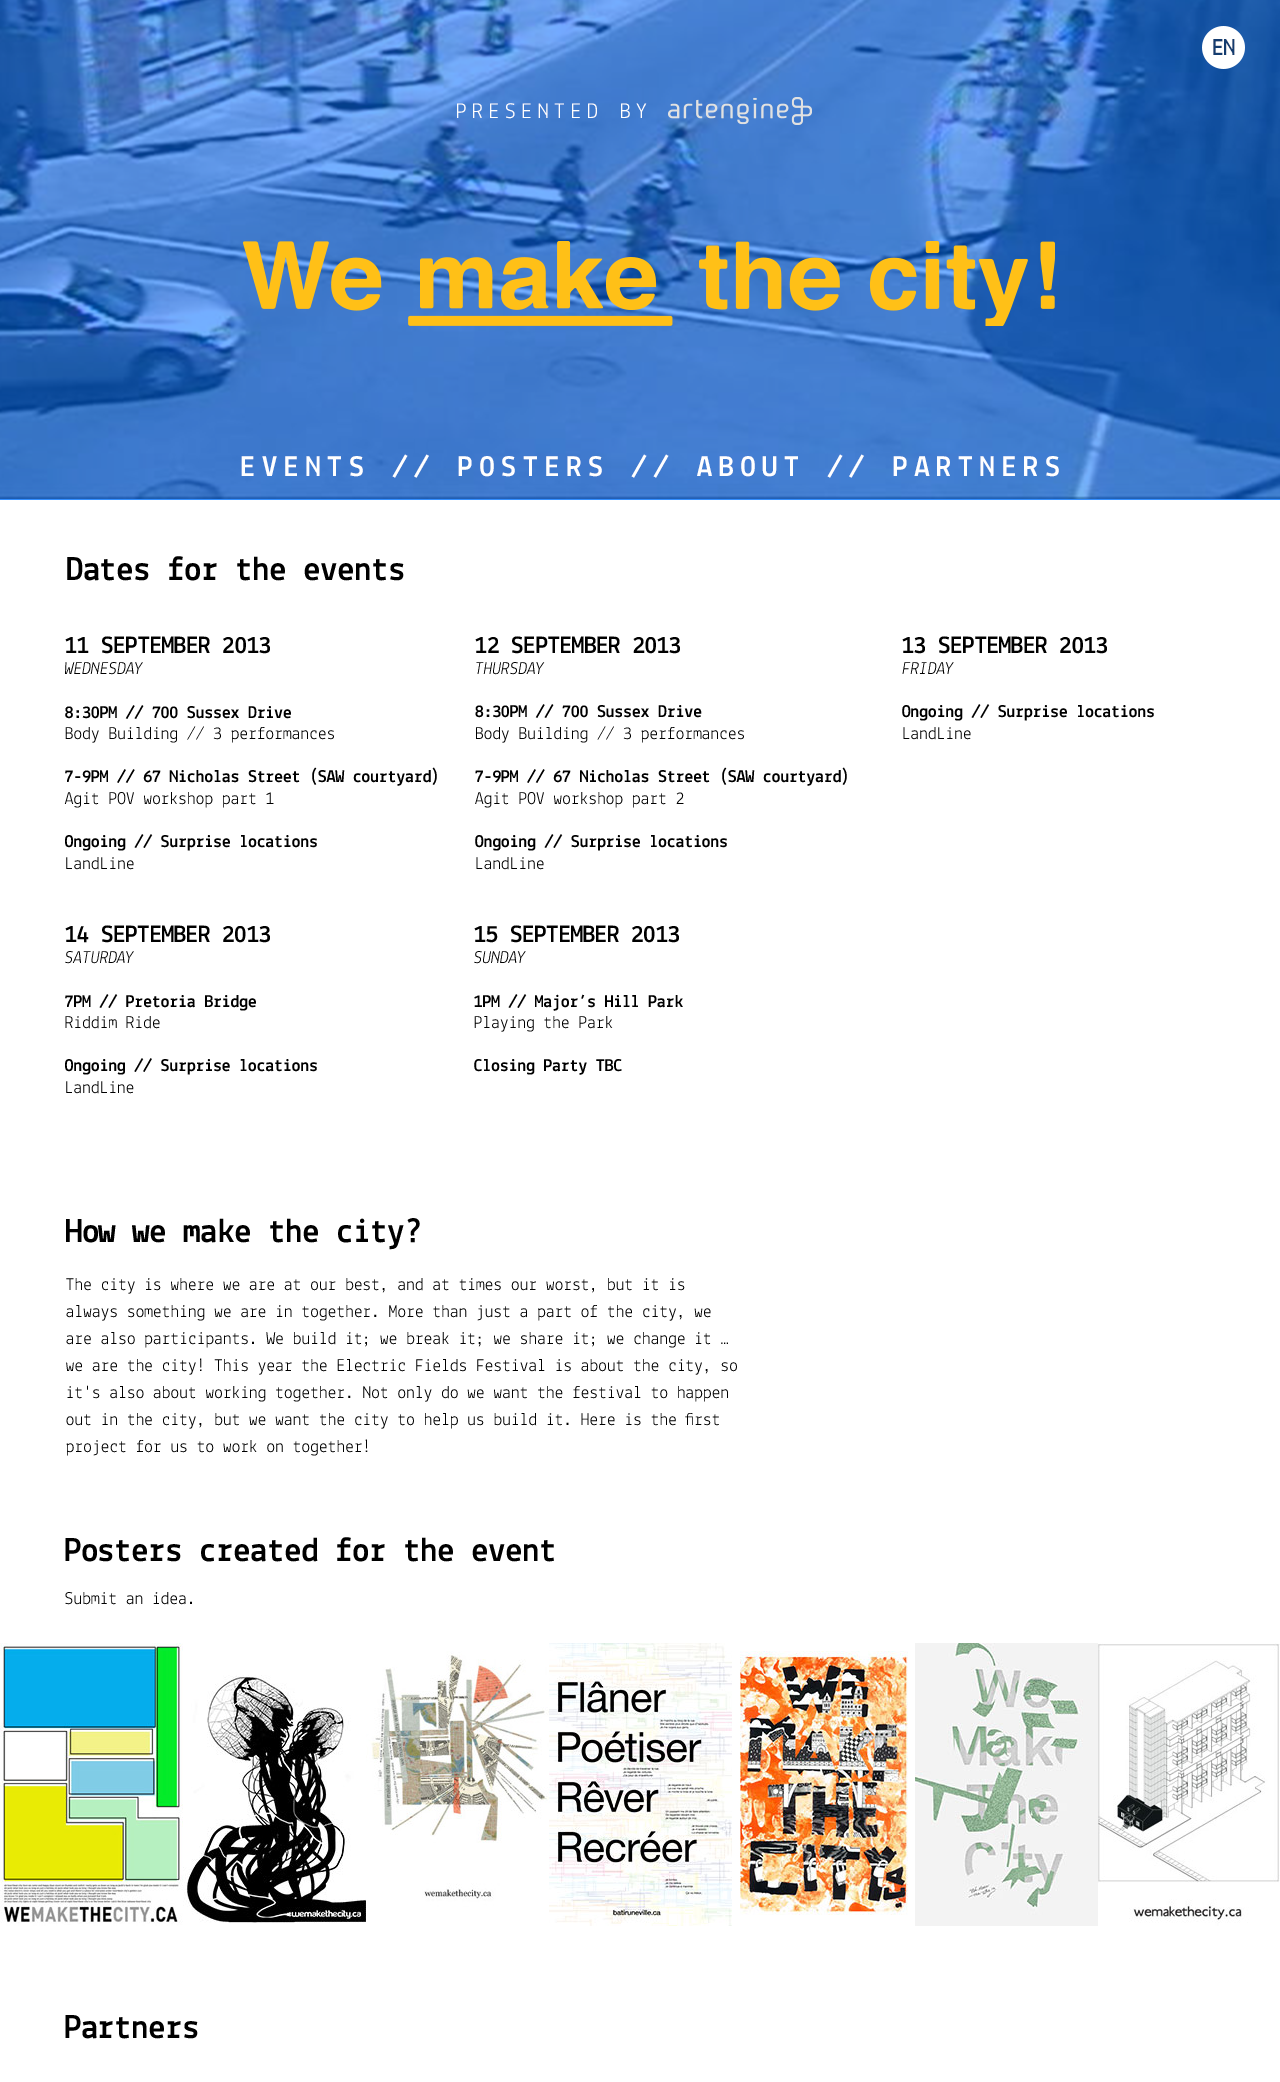 EN
PRESENTED BY artengine
We make the city!
EVENTS // POSTERS // ABOUT // PARTNERS
Dates for the events
11 SEPTEMBER 2013
WEDNESDAY
8:30PM // 700 Sussex Drive
Body Building // 3 performances
7-9PM // 67 Nicholas Street (SAW courtyard)
Agit POV workshop part 1
Ongoing // Surprise locations
LandLine
12 SEPTEMBER 2013
THURSDAY
8:30PM // 700 Sussex Drive
Body Building // 3 performances
7-9PM // 67 Nicholas Street (SAW courtyard)
Agit POV workshop part 2
Ongoing // Surprise locations
LandLine
13 SEPTEMBER 2013
FRIDAY
Ongoing // Surprise locations
LandLine
14 SEPTEMBER 2013
SATURDAY
7PM // Pretoria Bridge
Riddim Ride
Ongoing // Surprise locations
LandLine
15 SEPTEMBER 2013
SUNDAY
1PM // Major’s Hill Park
Playing the Park
Closing Party TBC
How we make the city?
The city is where we are at our best, and at times our worst, but it is
always something we are in together. More than just a part of the city, we
are also participants. We build it; we break it; we share it; we change it …
we are the city! This year the Electric Fields Festival is about the city, so
it's also about working together. Not only do we want the festival to happen
out in the city, but we want the city to help us build it. Here is the first
project for us to work on together!
Posters created for the event
Submit an idea.
WEMAKETHECITY.CA
wemakethecity.ca
wemakethecity.ca
Flâner
Poétiser
Rêver
Recréer
batiruneville.ca
WE
MAKE
THE
CITY
We
Make
The
City
wemakethecity.ca
Partners